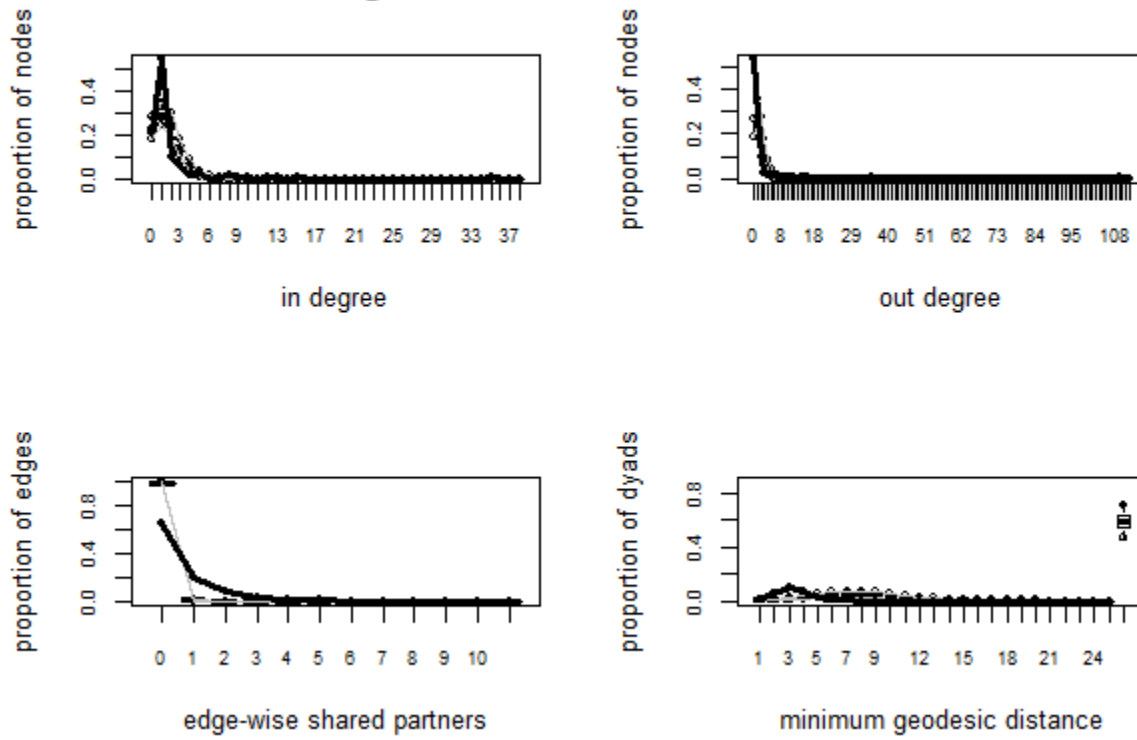 proportion of nodes
0.0 0.2 0.4
0 3 6 9 13 17 21 25 29 33 37
in degree
proportion of nodes
0.0 0.2 0.4
0 8 18 29 40 51 62 73 84 95 108
out degree
proportion of edges
0.0 0.4 0.8
0 1 2 3 4 5 6 7 8 9 10
edge-wise shared partners
proportion of dyads
0.0 0.4 0.8
1 3 5 7 9 12 15 18 21 24
minimum geodesic distance